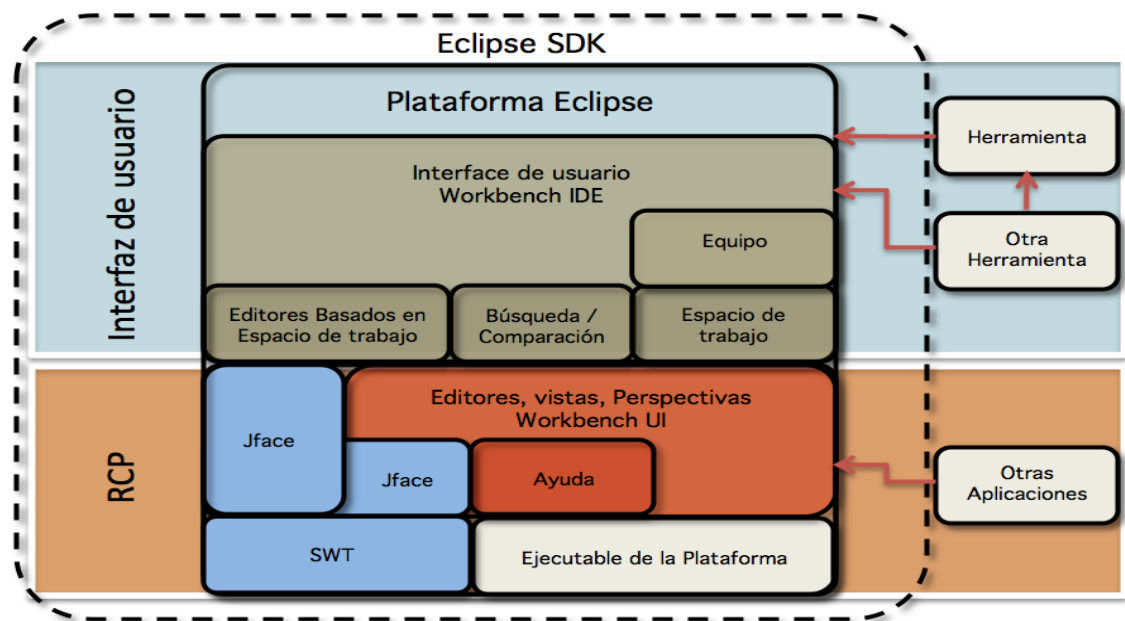 Eclipse SDK
Interfaz de usuario
Plataforma Eclipse
Interface de usuario
Workbench IDE
Equipo
Editores Basados en
Espacio de trabajo
Búsqueda /
Comparación
Espacio de
trabajo
Herramienta
Otra
Herramienta
RCP
Jface
Editores, vistas, Perspectivas
Workbench UI
Jface
Ayuda
SWT
Ejecutable de la Plataforma
Otras
Aplicaciones